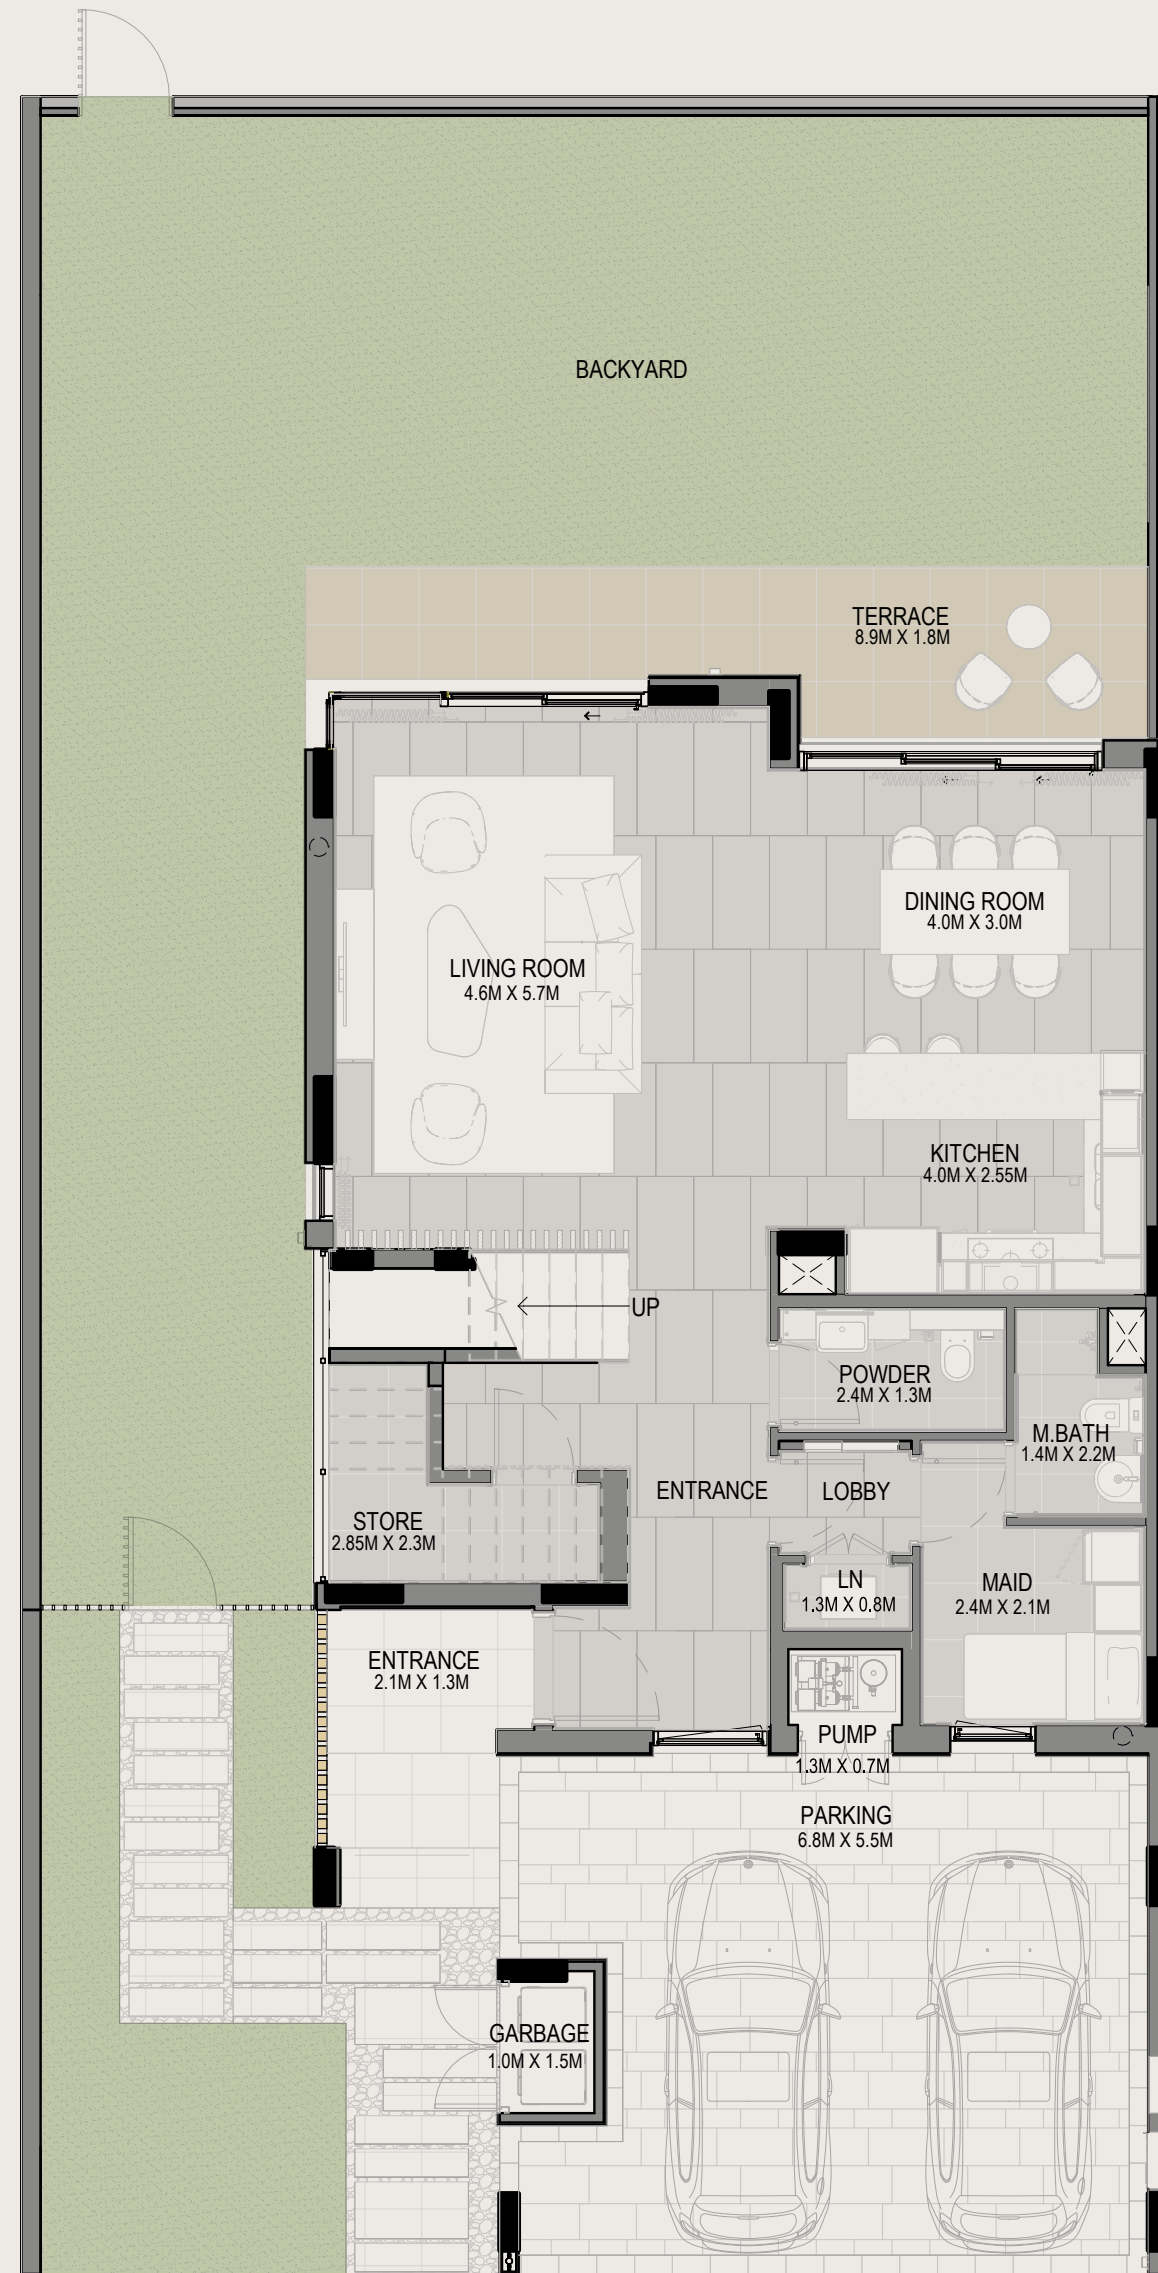 BACKYARD
TERRACE
8.9M X 1.8M
DINING ROOM
4.0M X 3.0M
LIVING ROOM
4.6M X 5.7M
KITCHEN
4.0M X 2.55M
UP
POWDER
2.4M X 1.3M
M.BATH
1.4M X 2.2M
ENTRANCE
LOBBY
STORE
2.85M X 2.3M
LN
1.3M X 0.8M
MAID
2.4M X 2.1M
ENTRANCE
2.1M X 1.3M
PUMP
1.3M X 0.7M
PARKING
6.8M X 5.5M
GARBAGE
1.0M X 1.5M